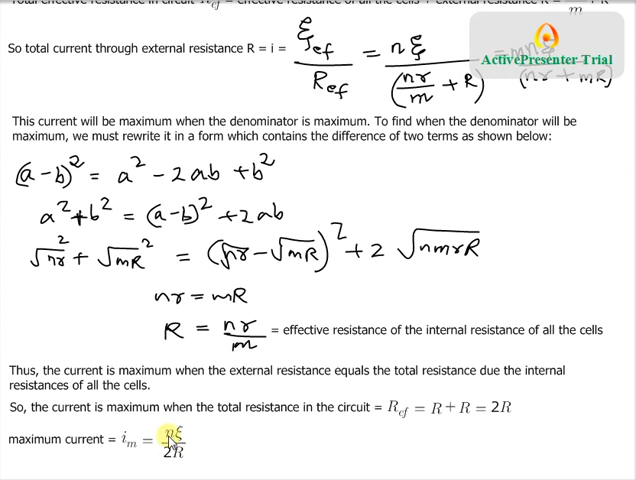 So total current through external resistance R = i = ξef / Ref = nξ / (nr/m + R) = mnξ / (nr + mR)
ActivePresenter Trial
This current will be maximum when the denominator is maximum. To find when the denominator will be
maximum, we must rewrite it in a form which contains the difference of two terms as shown below:
(a-b)² = a² - 2ab + b²
a² + b² = (a-b)² + 2ab
√nr² + √mR² = (√nr - √mR)² + 2 √nmrR
nr = mR
R = nr/m = effective resistance of the internal resistance of all the cells
Thus, the current is maximum when the external resistance equals the total resistance due the internal
resistances of all the cells.
So, the current is maximum when the total resistance in the circuit = Ref = R + R = 2R
maximum current = im = nξ / 2R